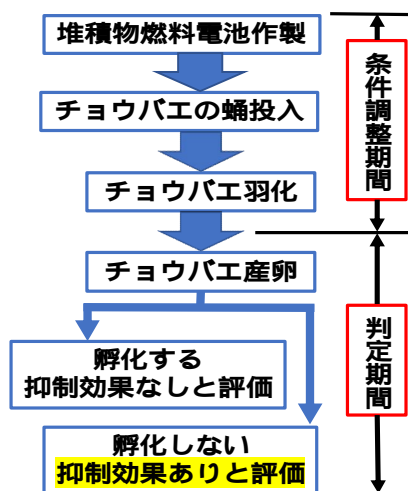 堆積物燃料電池作製
チョウバエの蛹投入
チョウバエ羽化
条件調整期間
チョウバエ産卵
孵化する
抑制効果なしと評価
孵化しない
抑制効果ありと評価
判定期間